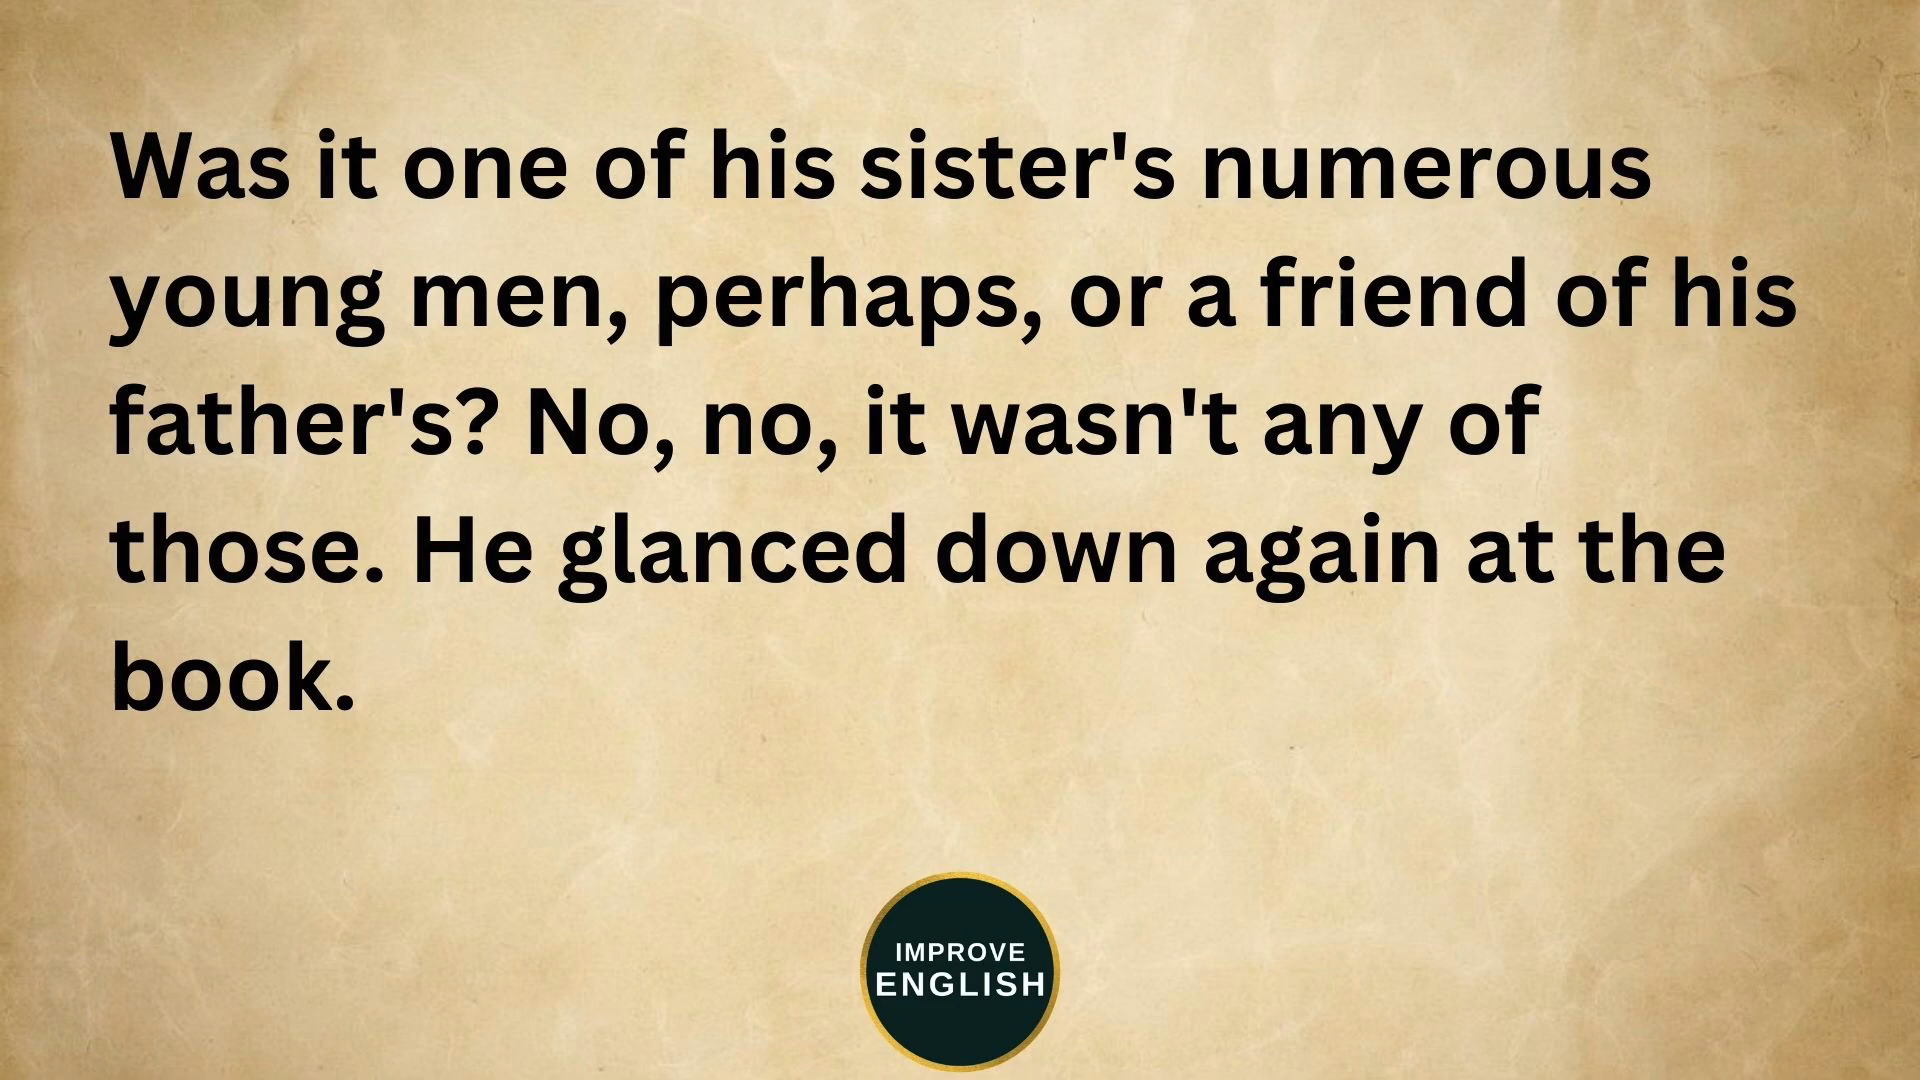 Was it one of his sister's numerous
young men, perhaps, or a friend of his
father's? No, no, it wasn't any of
those. He glanced down again at the
book.
IMPROVE
ENGLISH